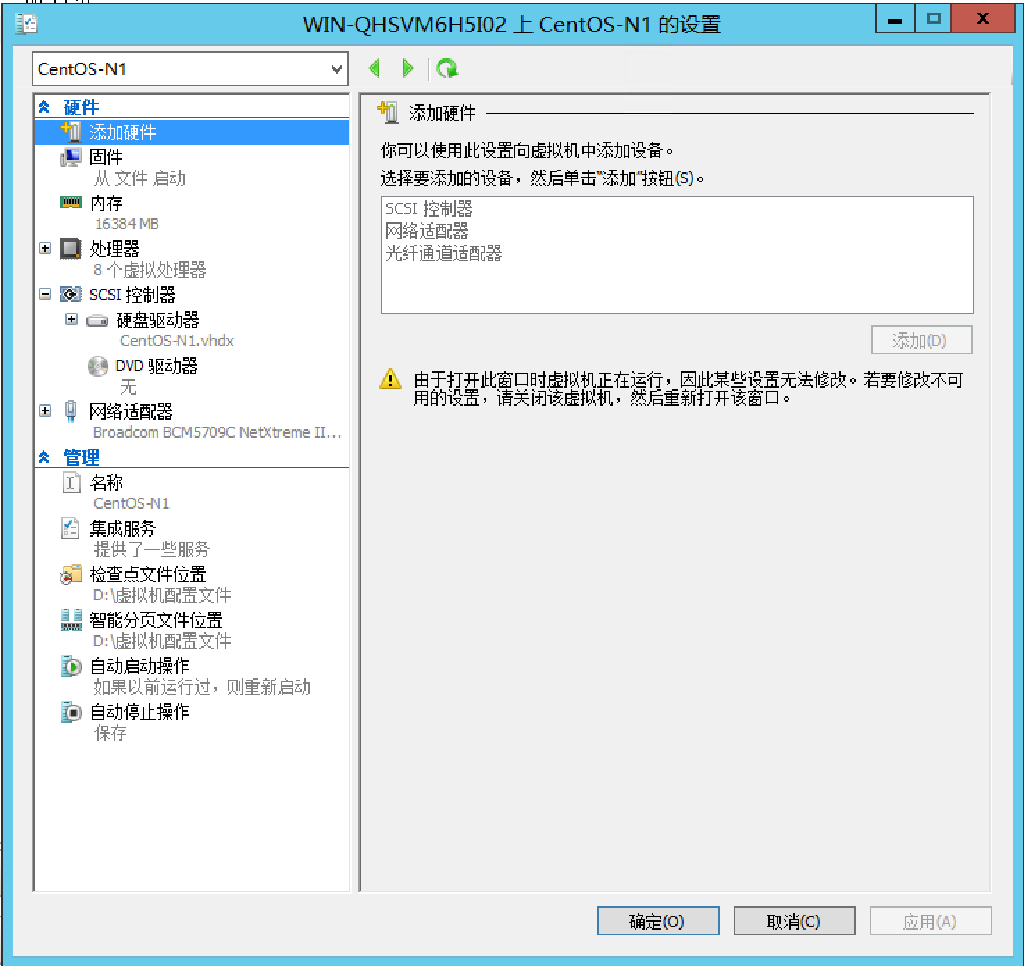 WIN-QHSVM6H5I02 上 CentOS-N1 的设置
CentOS-N1
硬件
添加硬件
固件
从 文件 启动
内存
16384 MB
处理器
8 个虚拟处理器
SCSI 控制器
硬盘驱动器
CentOS-N1.vhdx
DVD 驱动器
无
网络适配器
Broadcom BCM5709C NetXtreme II...
管理
名称
CentOS-N1
集成服务
提供了一些服务
检查点文件位置
D:\虚拟机配置文件
智能分页文件位置
D:\虚拟机配置文件
自动启动操作
如果以前运行过，则重新启动
自动停止操作
保存
添加硬件
你可以使用此设置向虚拟机中添加设备。
选择要添加的设备，然后单击"添加"按钮(S)。
SCSI 控制器
网络适配器
光纤通道适配器
添加(D)
由于打开此窗口时虚拟机正在运行，因此某些设置无法修改。若要修改不可
用的设置，请关闭该虚拟机，然后重新打开该窗口。
确定(O)
取消(C)
应用(A)